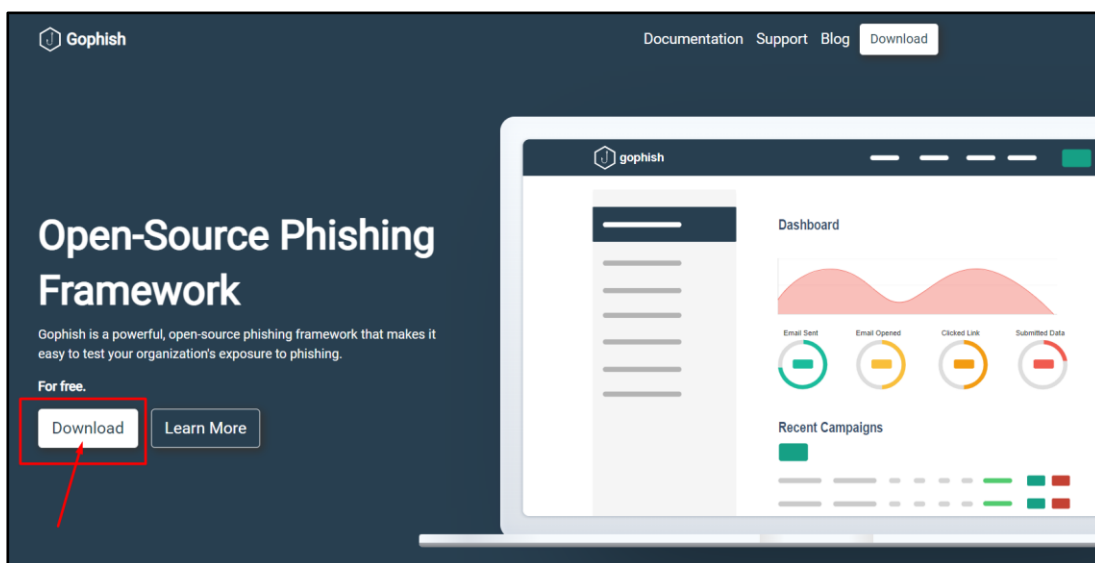 Gophish
Documentation Support Blog Download
gophish
Open-Source Phishing
Framework
Gophish is a powerful, open-source phishing framework that makes it
easy to test your organization's exposure to phishing.
For free.
Download Learn More
Dashboard
Email Sent Email Opened Clicked Link Submitted Data
Recent Campaigns